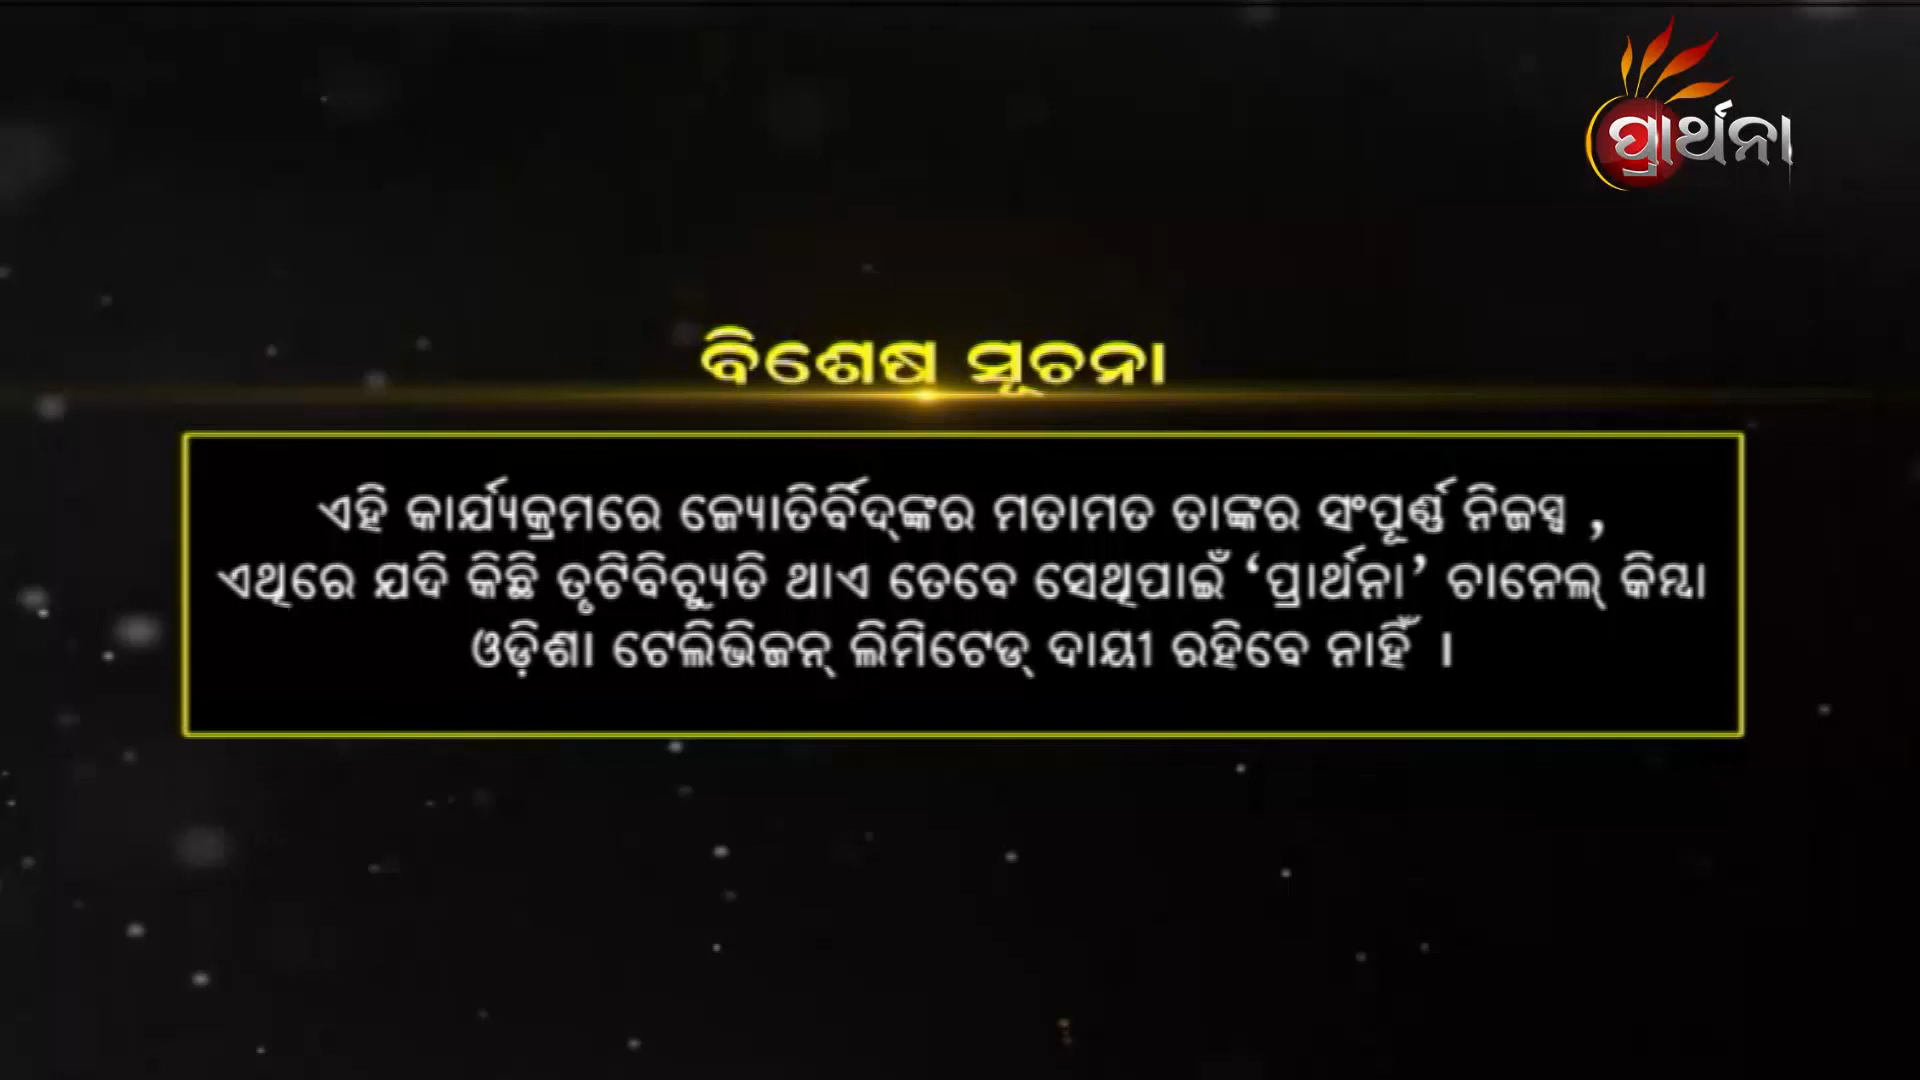 ପ୍ରାର୍ଥନା
ବିଶେଷ ସୂଚନା
ଏହି କାର୍ଯ୍ୟକ୍ରମରେ ଜ୍ୟୋତିର୍ବିଦ୍‌ଙ୍କର ମତାମତ ତାଙ୍କର ସଂପୂର୍ଣ୍ଣ ନିଜସ୍ୱ ,
ଏଥିରେ ଯଦି କିଛି ତୃଟିବିଚ୍ୟୁତି ଥାଏ ତେବେ ସେଥିପାଇଁ ‘ପ୍ରାର୍ଥନା’ ଚାନେଲ୍ କିମ୍ବା
ଓଡ଼ିଶା ଟେଲିଭିଜନ୍ ଲିମିଟେଡ୍ ଦାୟୀ ରହିବେ ନାହିଁ ।